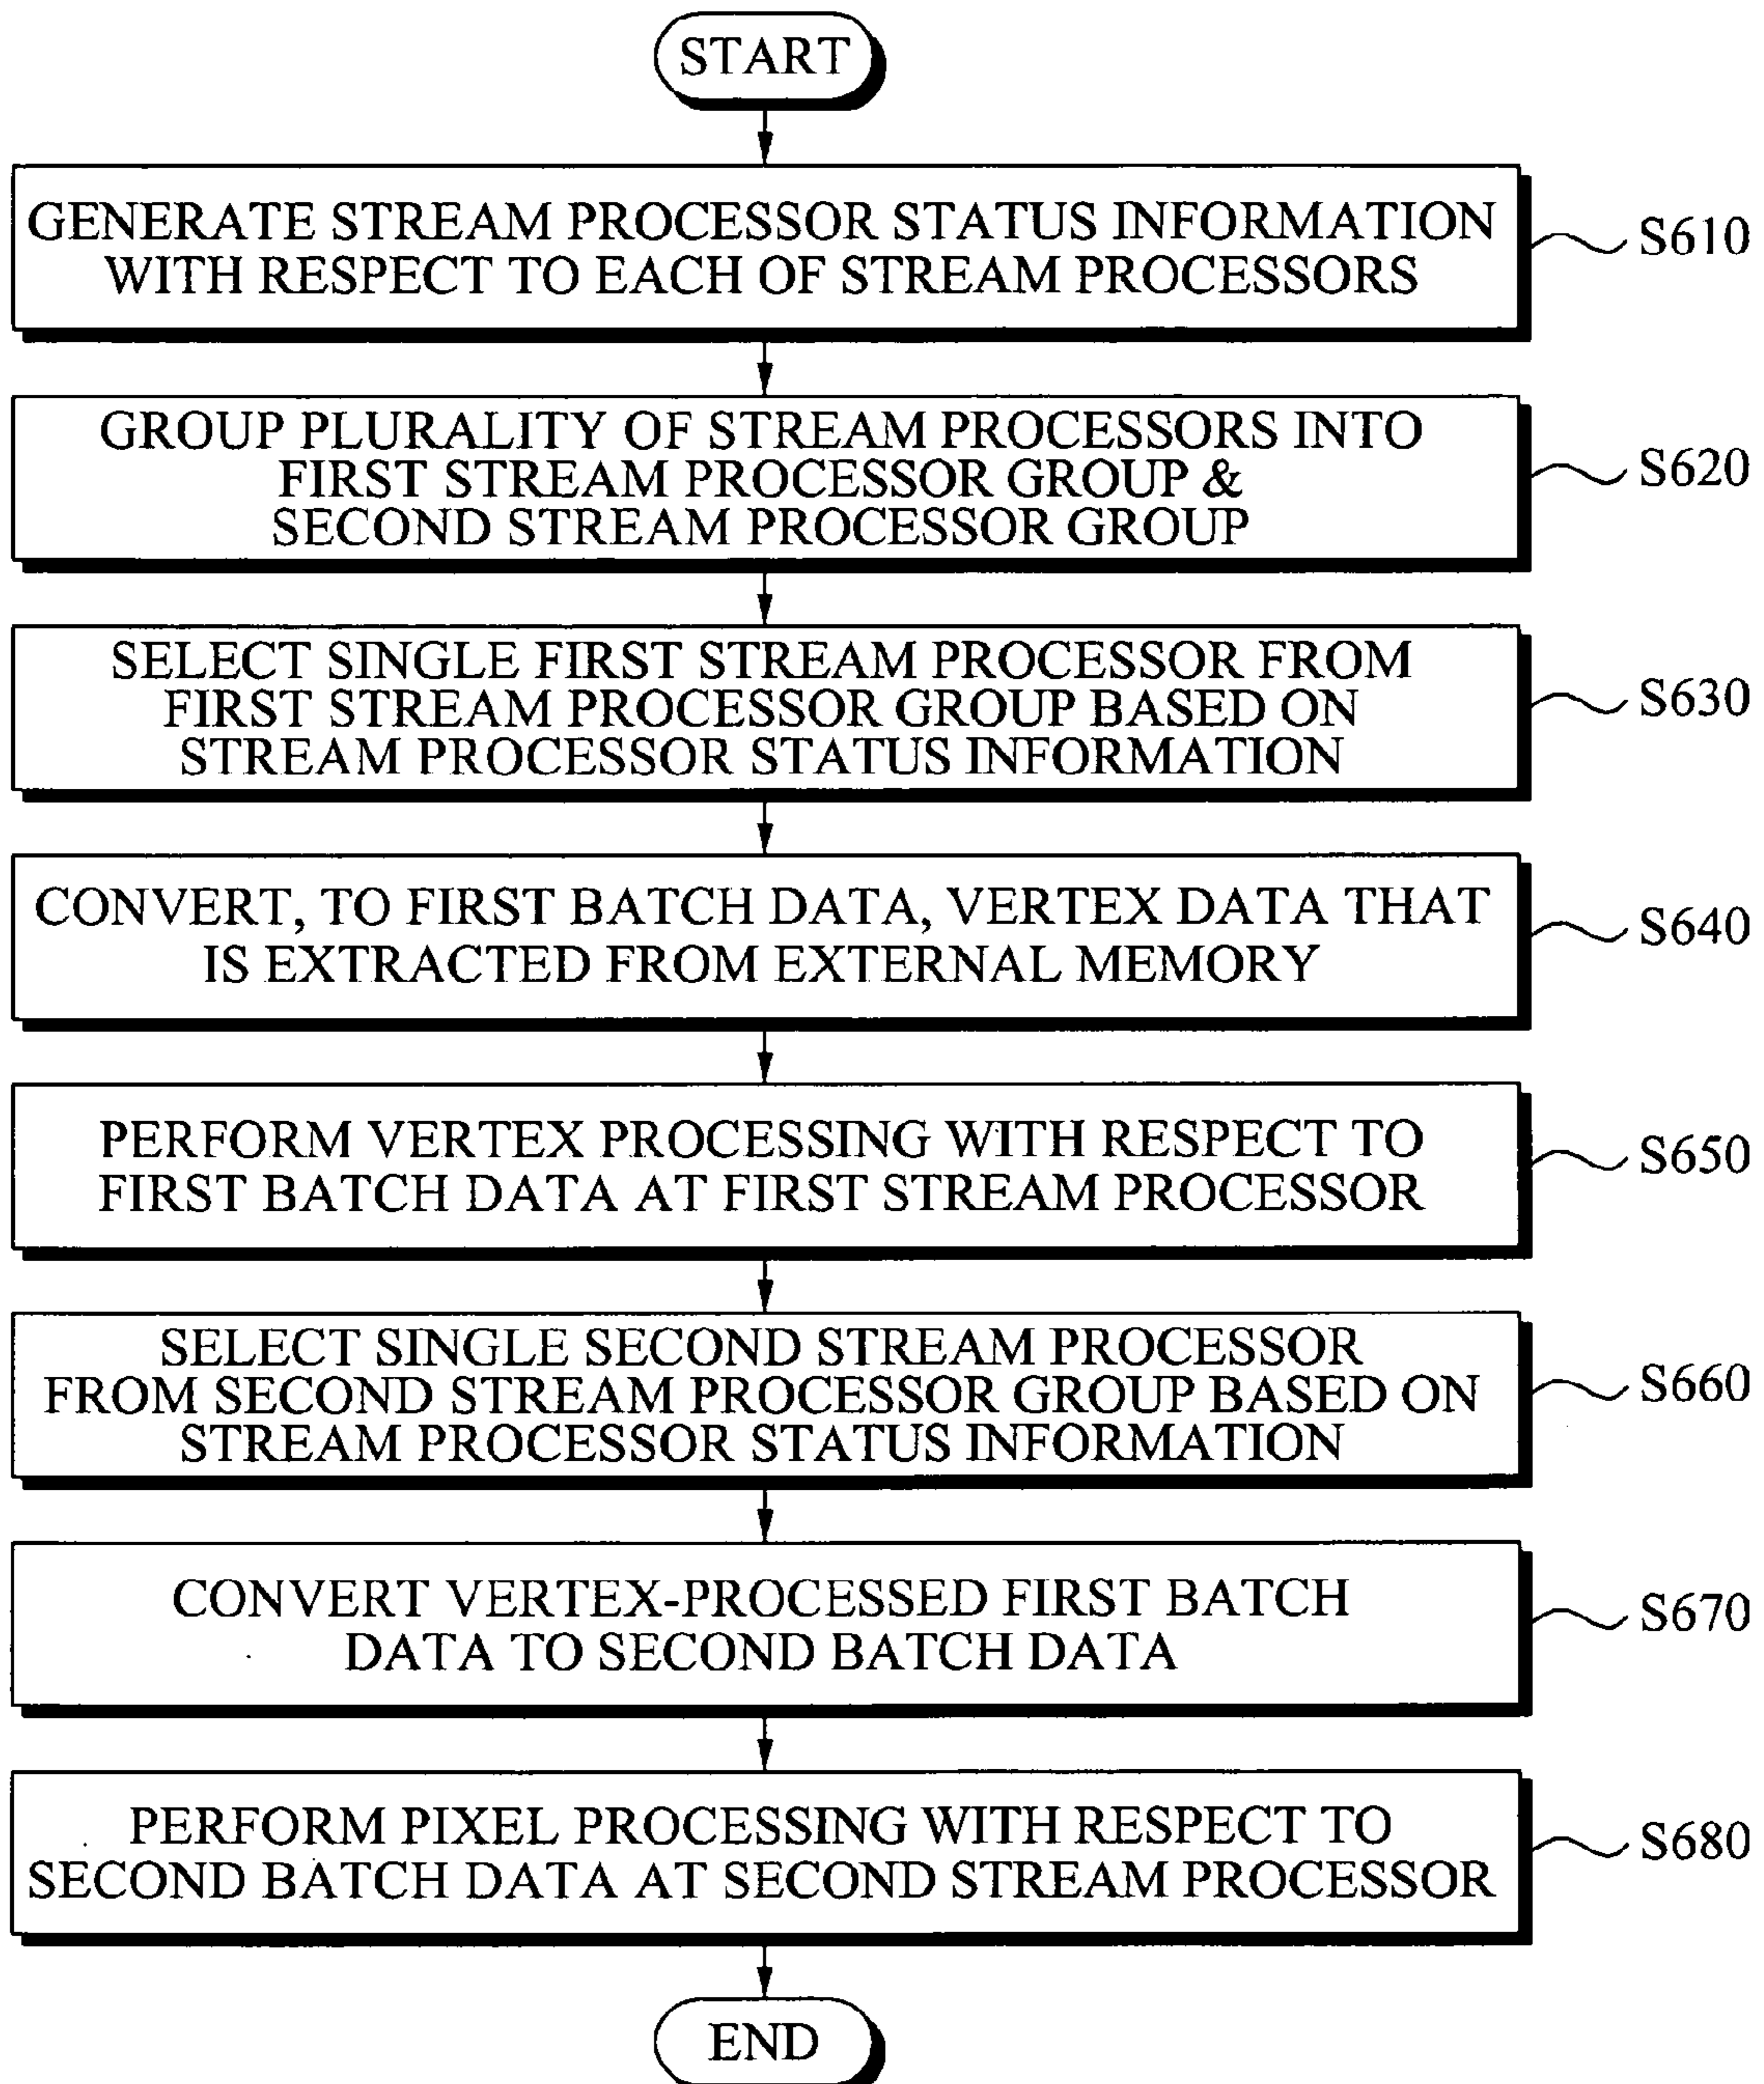 START
GENERATE STREAM PROCESSOR STATUS INFORMATION
WITH RESPECT TO EACH OF STREAM PROCESSORS
S610
GROUP PLURALITY OF STREAM PROCESSORS INTO
FIRST STREAM PROCESSOR GROUP &
SECOND STREAM PROCESSOR GROUP
S620
SELECT SINGLE FIRST STREAM PROCESSOR FROM
FIRST STREAM PROCESSOR GROUP BASED ON
STREAM PROCESSOR STATUS INFORMATION
S630
CONVERT, TO FIRST BATCH DATA, VERTEX DATA THAT
IS EXTRACTED FROM EXTERNAL MEMORY
S640
PERFORM VERTEX PROCESSING WITH RESPECT TO
FIRST BATCH DATA AT FIRST STREAM PROCESSOR
S650
SELECT SINGLE SECOND STREAM PROCESSOR
FROM SECOND STREAM PROCESSOR GROUP BASED ON
STREAM PROCESSOR STATUS INFORMATION
S660
CONVERT VERTEX-PROCESSED FIRST BATCH
DATA TO SECOND BATCH DATA
S670
PERFORM PIXEL PROCESSING WITH RESPECT TO
SECOND BATCH DATA AT SECOND STREAM PROCESSOR
S680
END